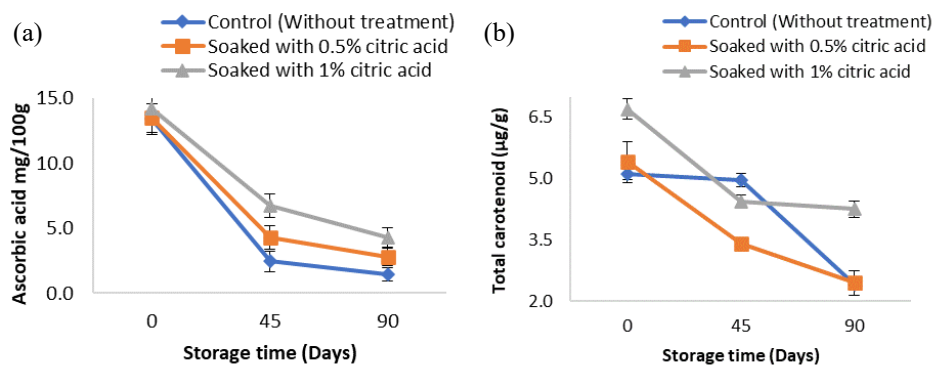 (a)
Control (Without treatment)
Soaked with 0.5% citric acid
Soaked with 1% citric acid
Ascorbic acid mg/100g
15.0
10.0
5.0
0.0
0 45 90
Storage time (Days)
(b)
Control (Without treatment)
Soaked with 0.5% citric acid
Soaked with 1% citric acid
Total carotenoid (µg/g)
6.5
5.0
3.5
2.0
0 45 90
Storage time (Days)